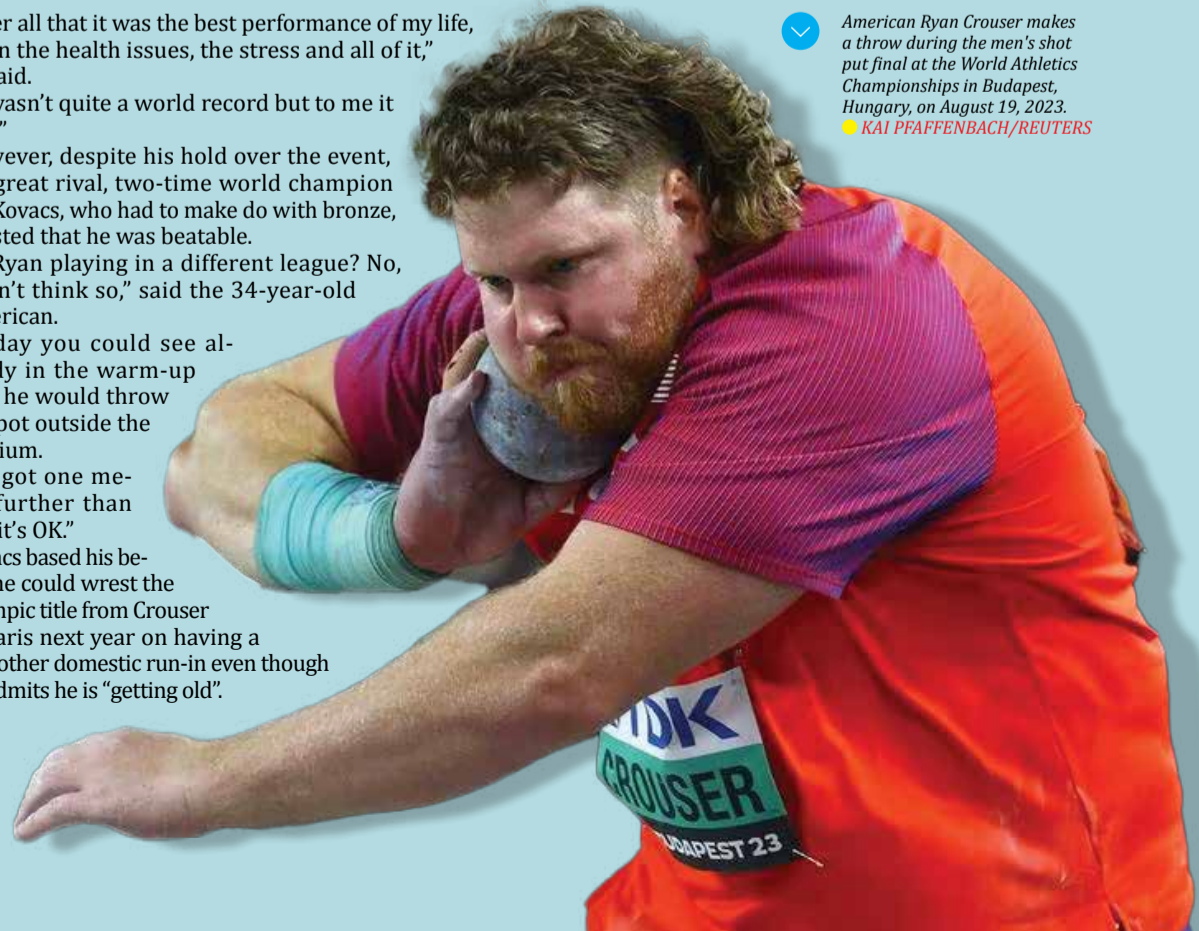 er all that it was the best performance of my life,
n the health issues, the stress and all of it,”
aid.
vasn’t quite a world record but to me it
”
vever, despite his hold over the event,
great rival, two-time world champion
Kovacs, who had to make do with bronze,
sted that he was beatable.
Ryan playing in a different league? No,
n’t think so,” said the 34-year-old
erican.
day you could see al-
ly in the warm-up
he would throw
oot outside the
ium.
got one me-
further than
it’s OK.”
acs based his be-
he could wrest the
mpic title from Crouser
aris next year on having a
other domestic run-in even though
dmits he is “getting old”.
American Ryan Crouser makes
a throw during the men's shot
put final at the World Athletics
Championships in Budapest,
Hungary, on August 19, 2023.
KAI PFAFFENBACH/REUTERS
TDK
CROUSER
BUDAPEST 23